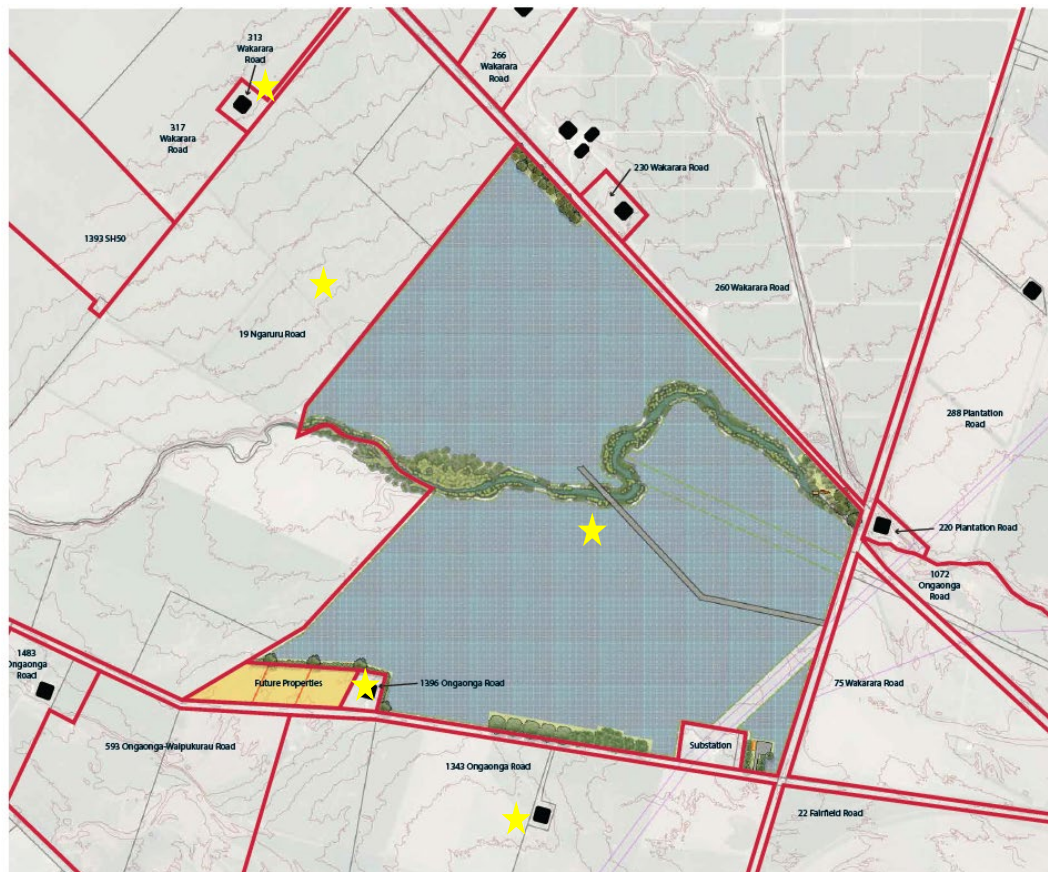 313
Wakarara
Road
266
Wakarara
Road
317
Wakarara
Road
230 Wakarara Road
1393 SH50
260 Wakarara Road
19 Ngaruru Road
288 Plantation
Road
220 Plantation Road
1072
Ongaonga
Road
1483
Ongaonga
Road
Future Properties
1396 Ongaonga Road
75 Wakarara Road
593 Ongaonga-Waipukurau Road
Substation
1343 Ongaonga Road
22 Fairfield Road